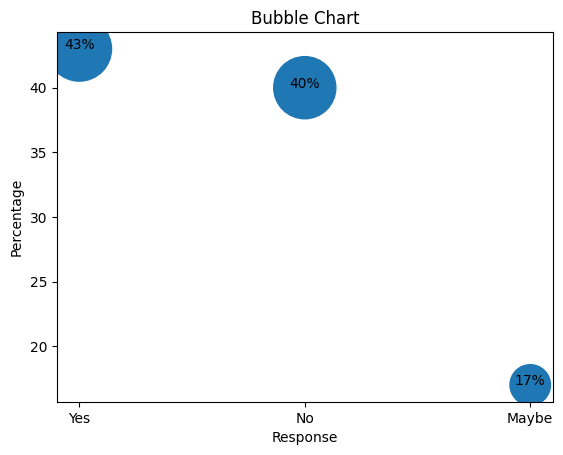 Bubble Chart
43%
40%
17%
Percentage
40
35
30
25
20
Yes No Maybe
Response